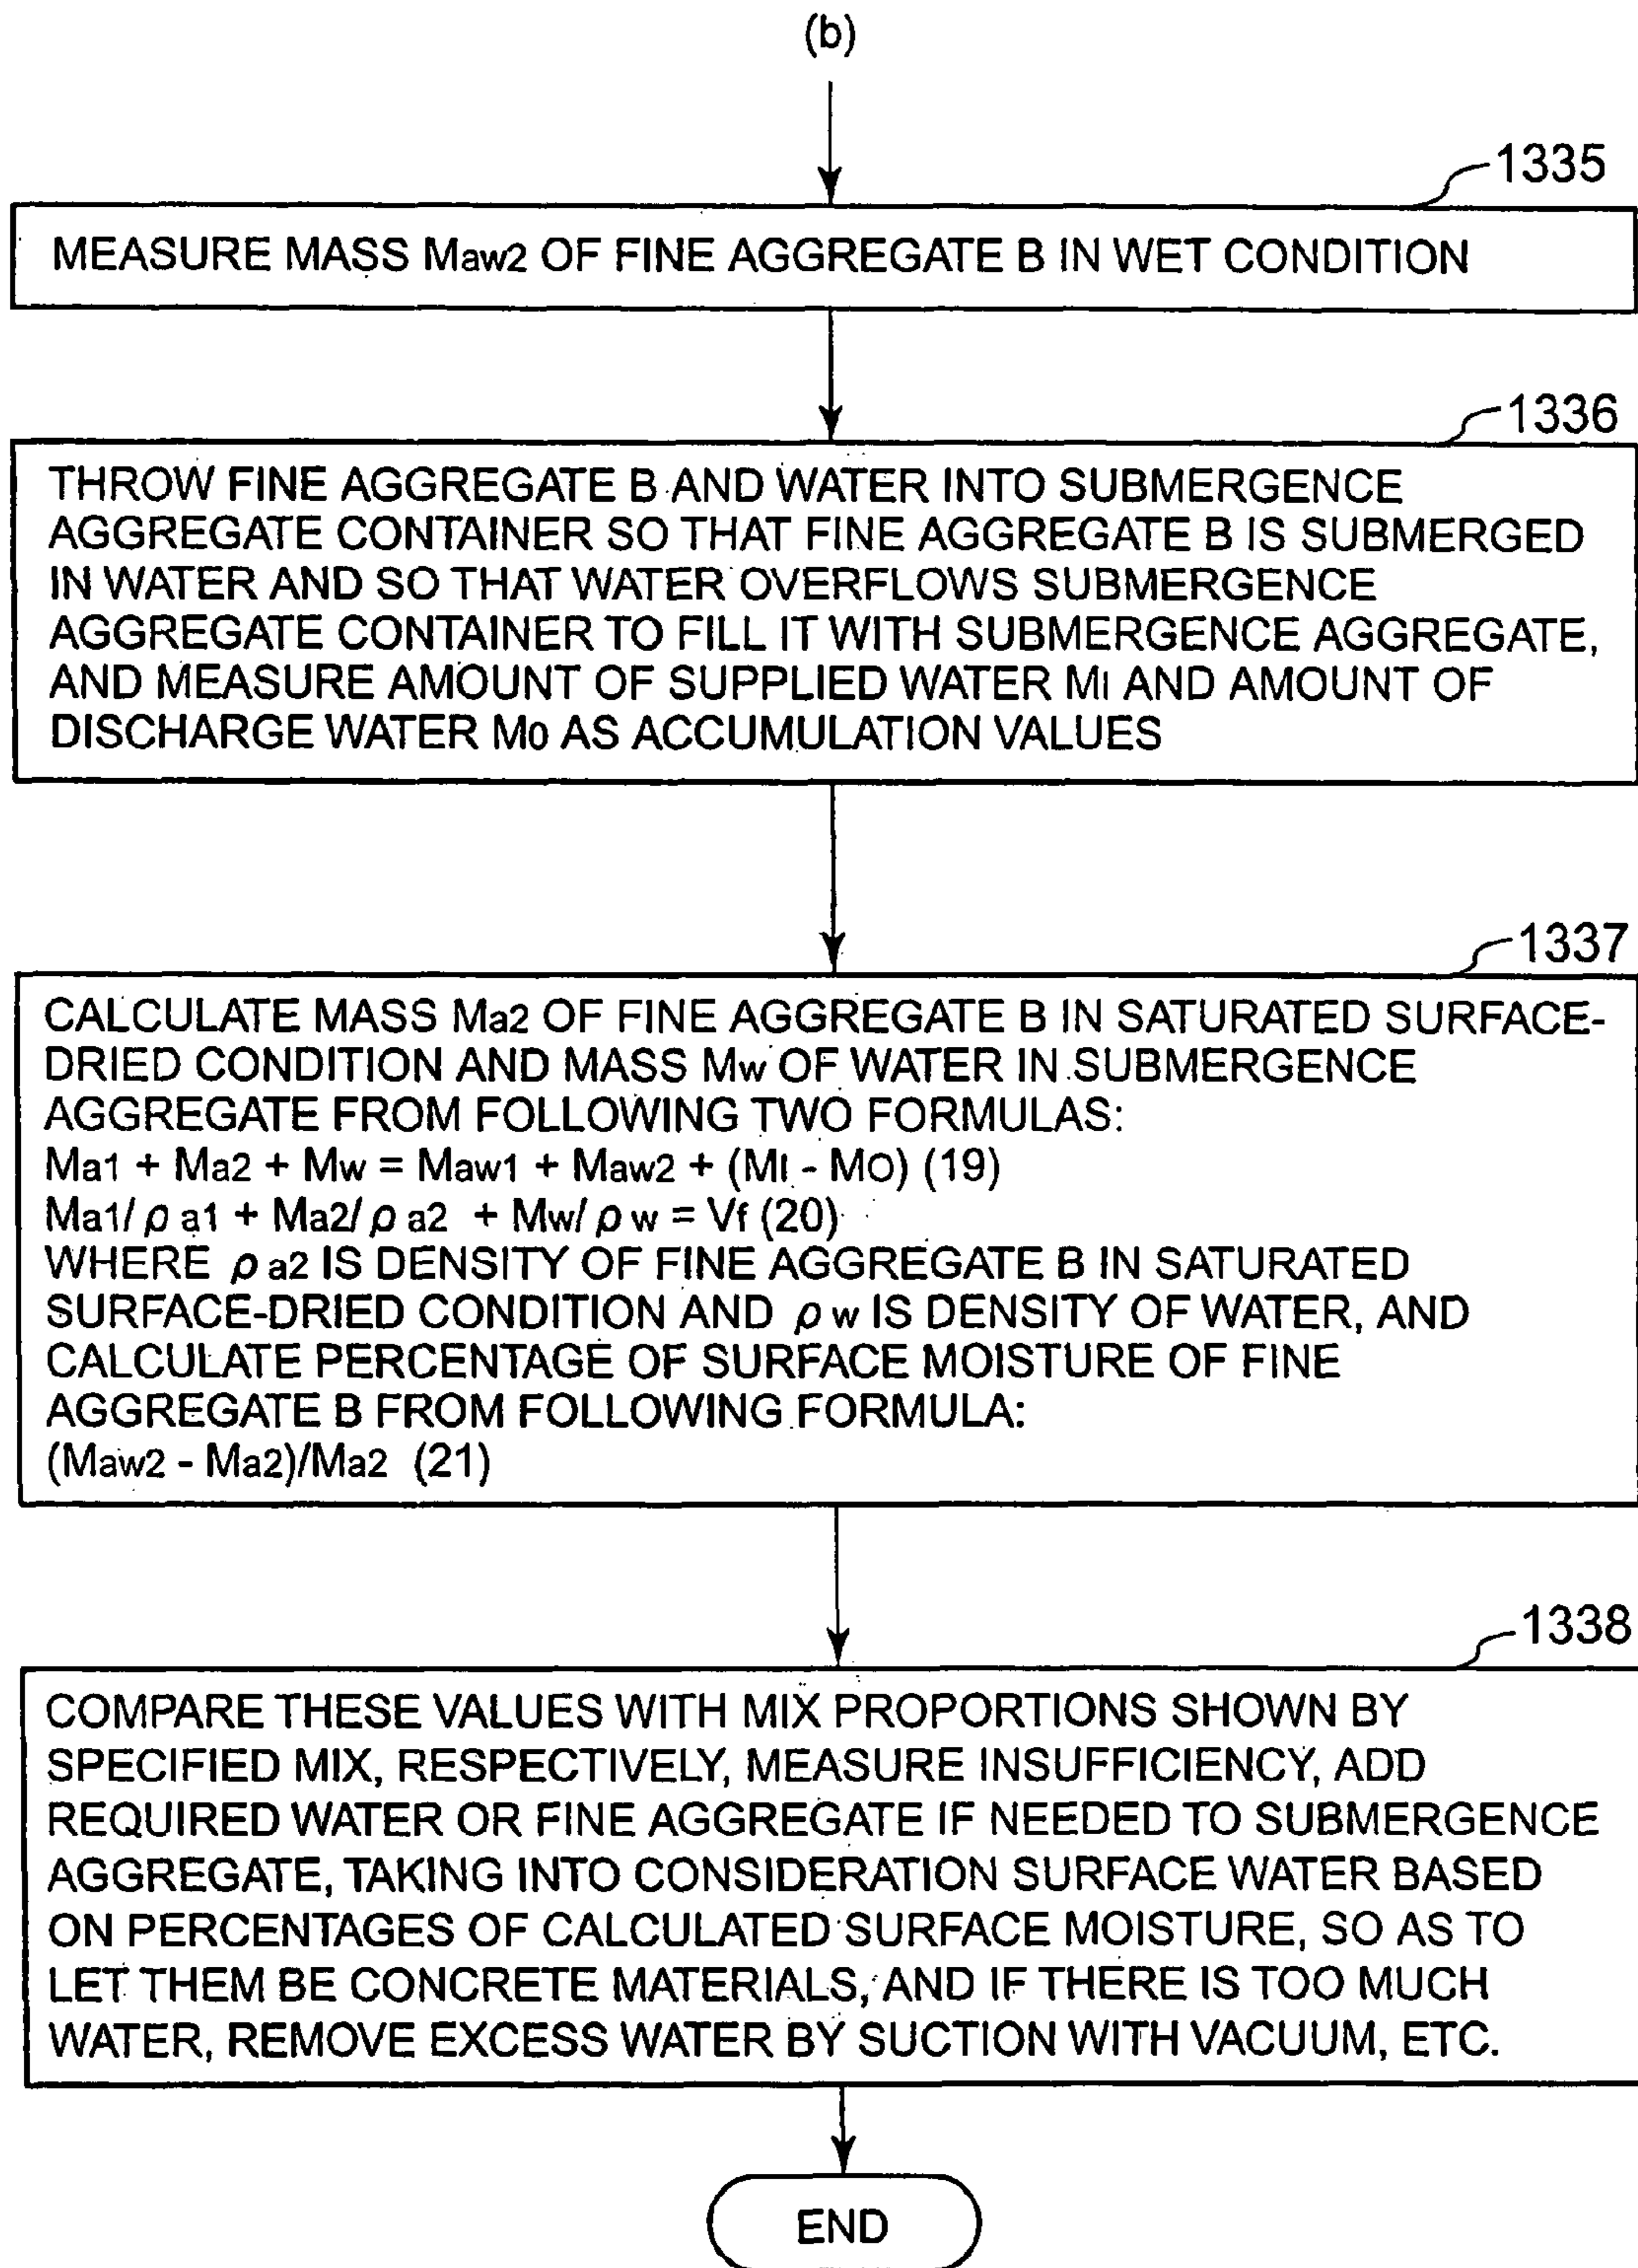 (b)
1335
MEASURE MASS Maw2 OF FINE AGGREGATE B IN WET CONDITION
1336
THROW FINE AGGREGATE B AND WATER INTO SUBMERGENCE
AGGREGATE CONTAINER SO THAT FINE AGGREGATE B IS SUBMERGED
IN WATER AND SO THAT WATER OVERFLOWS SUBMERGENCE
AGGREGATE CONTAINER TO FILL IT WITH SUBMERGENCE AGGREGATE,
AND MEASURE AMOUNT OF SUPPLIED WATER MI AND AMOUNT OF
DISCHARGE WATER MO AS ACCUMULATION VALUES
1337
CALCULATE MASS Ma2 OF FINE AGGREGATE B IN SATURATED SURFACE-
DRIED CONDITION AND MASS Mw OF WATER IN SUBMERGENCE
AGGREGATE FROM FOLLOWING TWO FORMULAS:
Ma1 + Ma2 + Mw = Maw1 + Maw2 + (MI - MO) (19)
Ma1/ρa1 + Ma2/ρa2 + Mw/ρw = Vf (20)
WHERE ρa2 IS DENSITY OF FINE AGGREGATE B IN SATURATED
SURFACE-DRIED CONDITION AND ρw IS DENSITY OF WATER, AND
CALCULATE PERCENTAGE OF SURFACE MOISTURE OF FINE
AGGREGATE B FROM FOLLOWING FORMULA:
(Maw2 - Ma2)/Ma2 (21)
1338
COMPARE THESE VALUES WITH MIX PROPORTIONS SHOWN BY
SPECIFIED MIX, RESPECTIVELY, MEASURE INSUFFICIENCY, ADD
REQUIRED WATER OR FINE AGGREGATE IF NEEDED TO SUBMERGENCE
AGGREGATE, TAKING INTO CONSIDERATION SURFACE WATER BASED
ON PERCENTAGES OF CALCULATED SURFACE MOISTURE, SO AS TO
LET THEM BE CONCRETE MATERIALS, AND IF THERE IS TOO MUCH
WATER, REMOVE EXCESS WATER BY SUCTION WITH VACUUM, ETC.
END